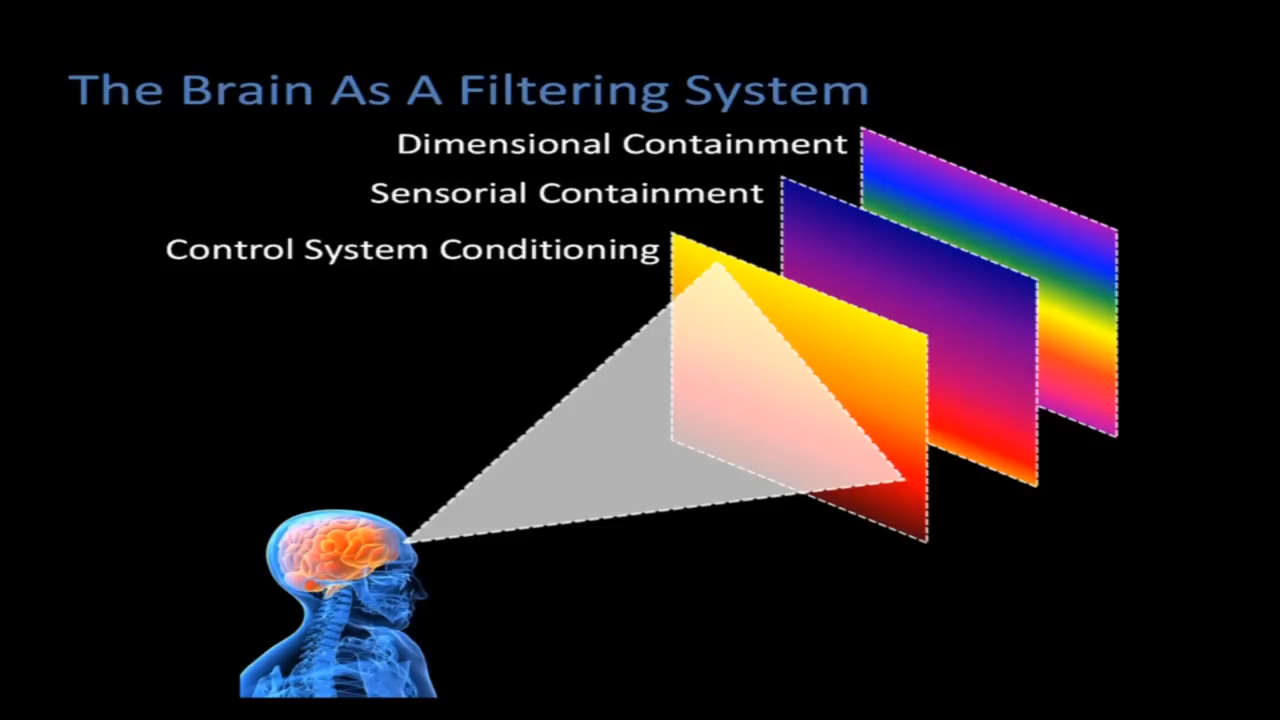 The Brain As A Filtering System
Dimensional Containment
Sensorial Containment
Control System Conditioning